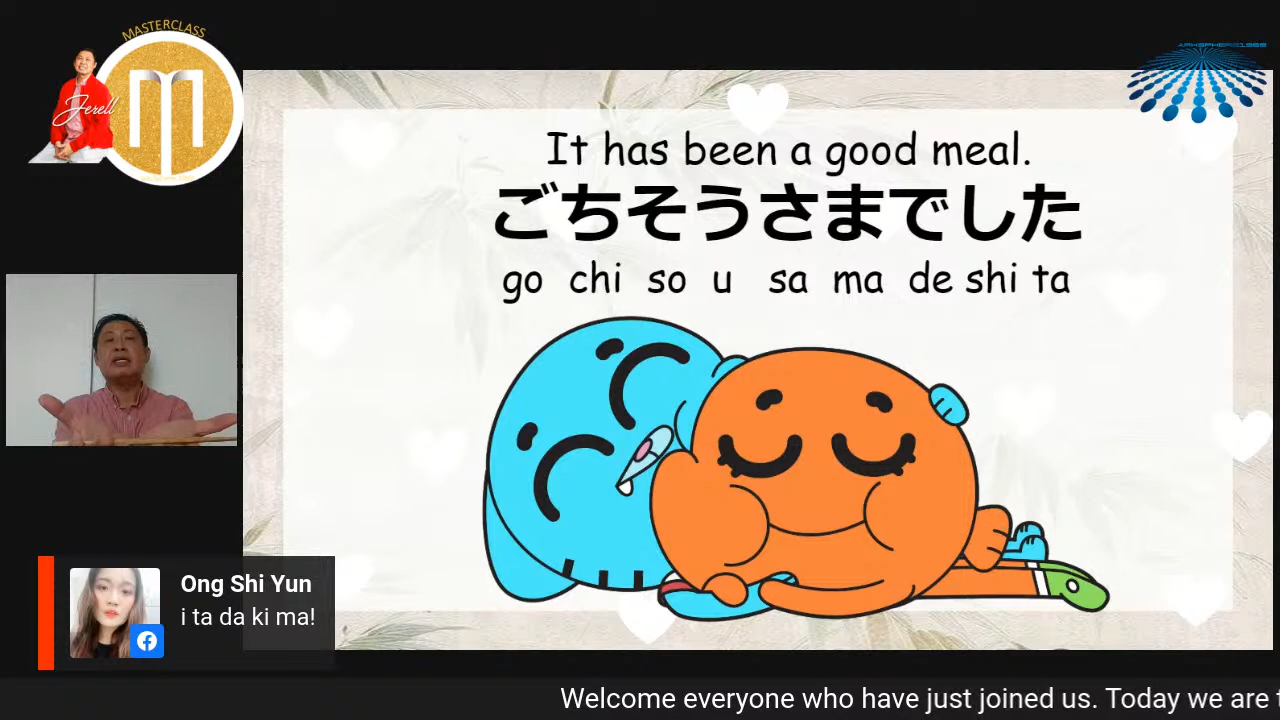 MASTERCLASS
Jerell
M
It has been a good meal.
ごちそうさまでした
go chi so u sa ma de shi ta
Ong Shi Yun
i ta da ki ma!
Welcome everyone who have just joined us. Today we are